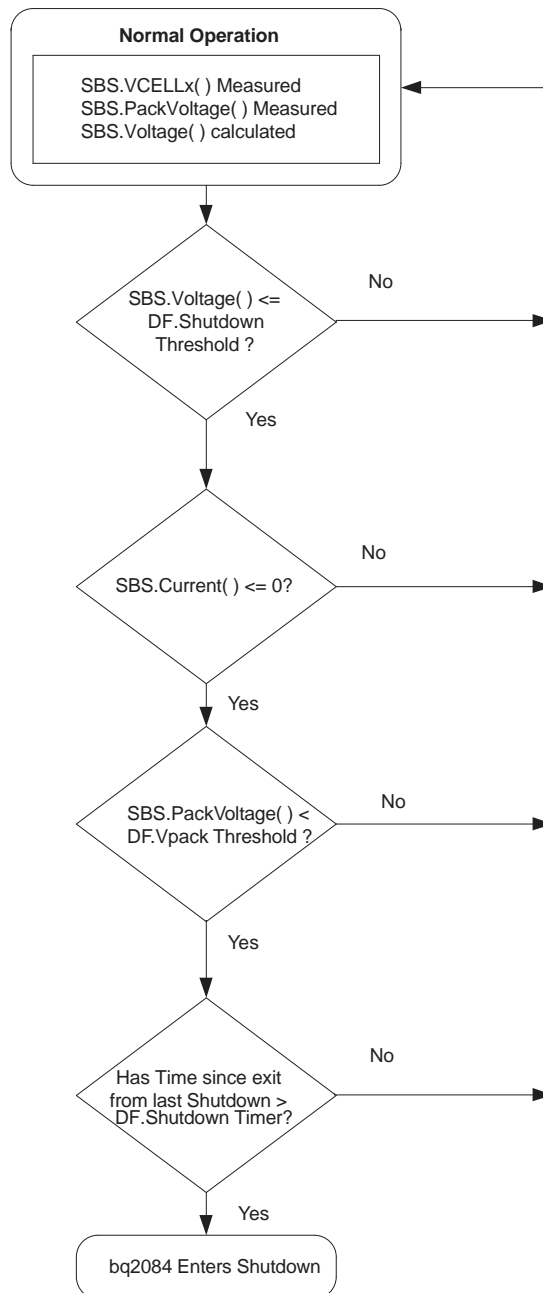 Normal Operation
SBS.VCELLx( ) Measured
SBS.PackVoltage( ) Measured
SBS.Voltage( ) calculated
SBS.Voltage( ) <=
DF.Shutdown
Threshold ?
No
Yes
SBS.Current( ) <= 0?
No
Yes
SBS.PackVoltage( ) <
DF.Vpack Threshold ?
No
Yes
Has Time since exit
from last Shutdown >
DF.Shutdown Timer?
No
Yes
bq2084 Enters Shutdown